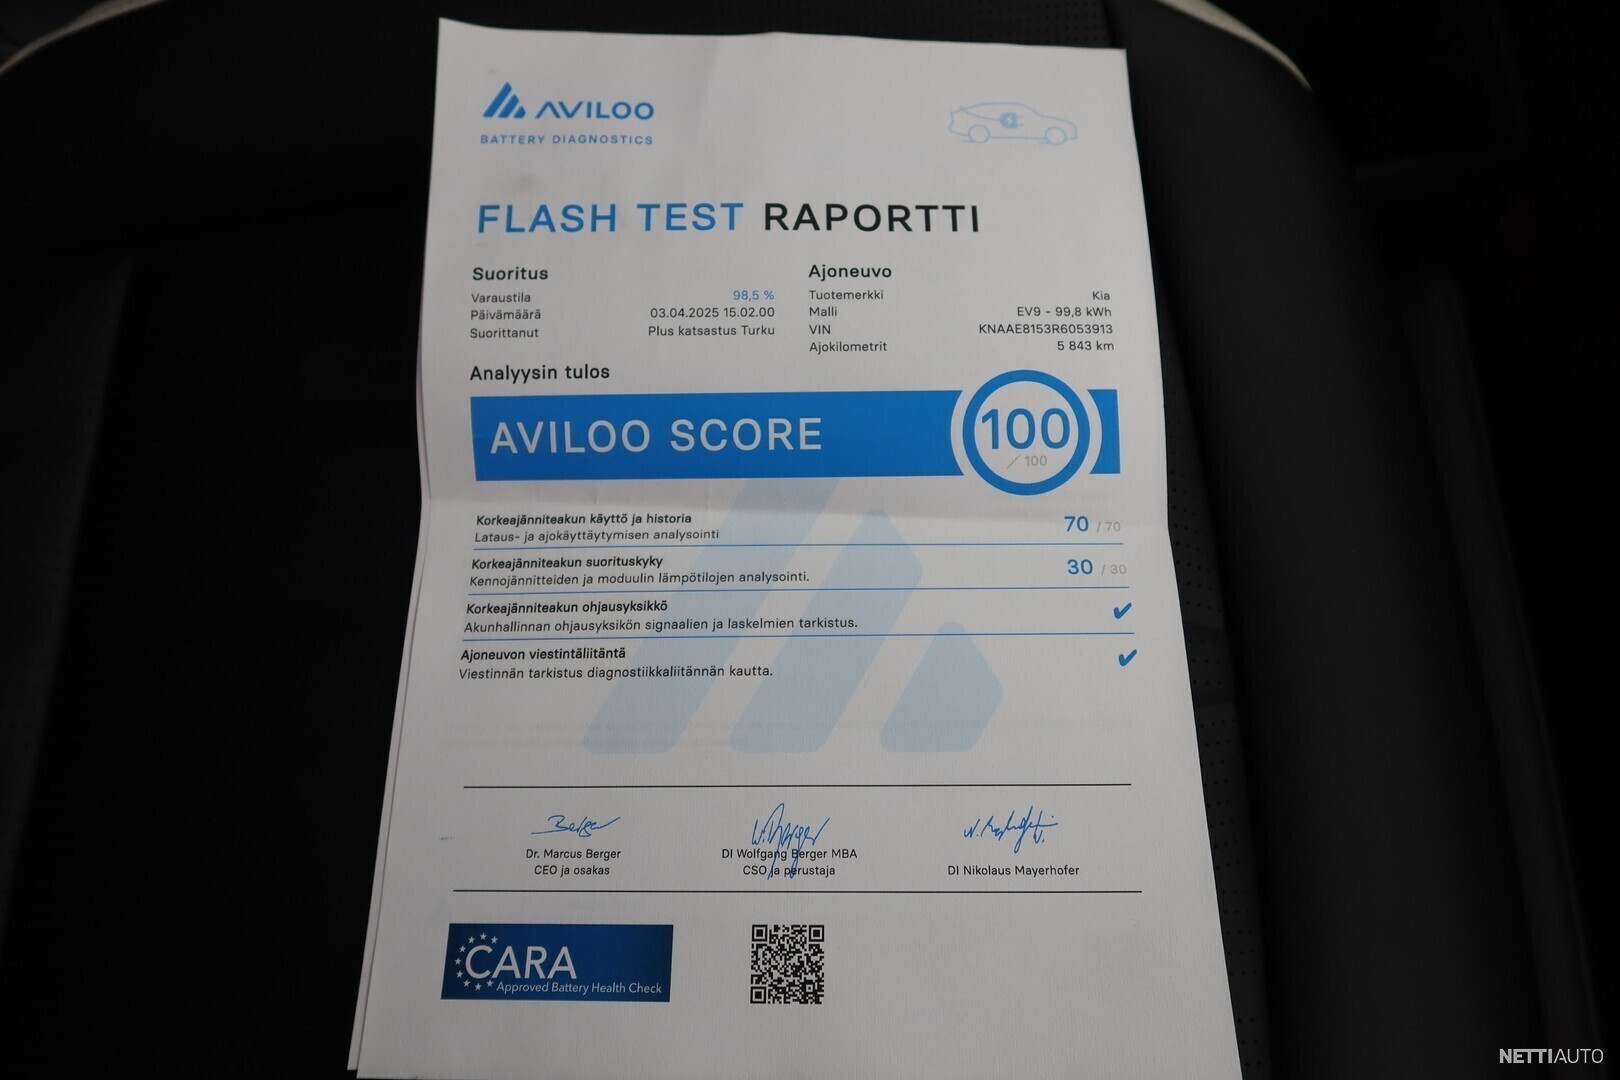 AVILOO
BATTERY DIAGNOSTICS
FLASH TEST RAPORTTI
Suoritus
Varaustila 98,5 %
Päivämäärä 03.04.2025 15.02.00
Suorittanut Plus katsastus Turku
Ajoneuvo
Tuotemerkki Kia
Malli EV9 - 99,8 kWh
VIN KNAAE8153R6053913
Ajokilometrit 5 843 km
Analyysin tulos
AVILOO SCORE 100 / 100
Korkeajänniteakun käyttö ja historia 70 / 70
Lataus- ja ajokäyttäytymisen analysointi
Korkeajänniteakun suorituskyky 30 / 30
Kennojännitteiden ja moduulin lämpötilojen analysointi.
Korkeajänniteakun ohjausyksikkö ✔
Akunhallinnan ohjausyksikön signaalien ja laskelmien tarkistus.
Ajoneuvon viestintäliitäntä ✔
Viestinnän tarkistus diagnostiikkaliitännän kautta.
Dr. Marcus Berger
CEO ja osakas
DI Wolfgang Berger MBA
CSO ja perustaja
DI Nikolaus Mayerhofer
CARA
Approved Battery Health Check
NETTIAUTO